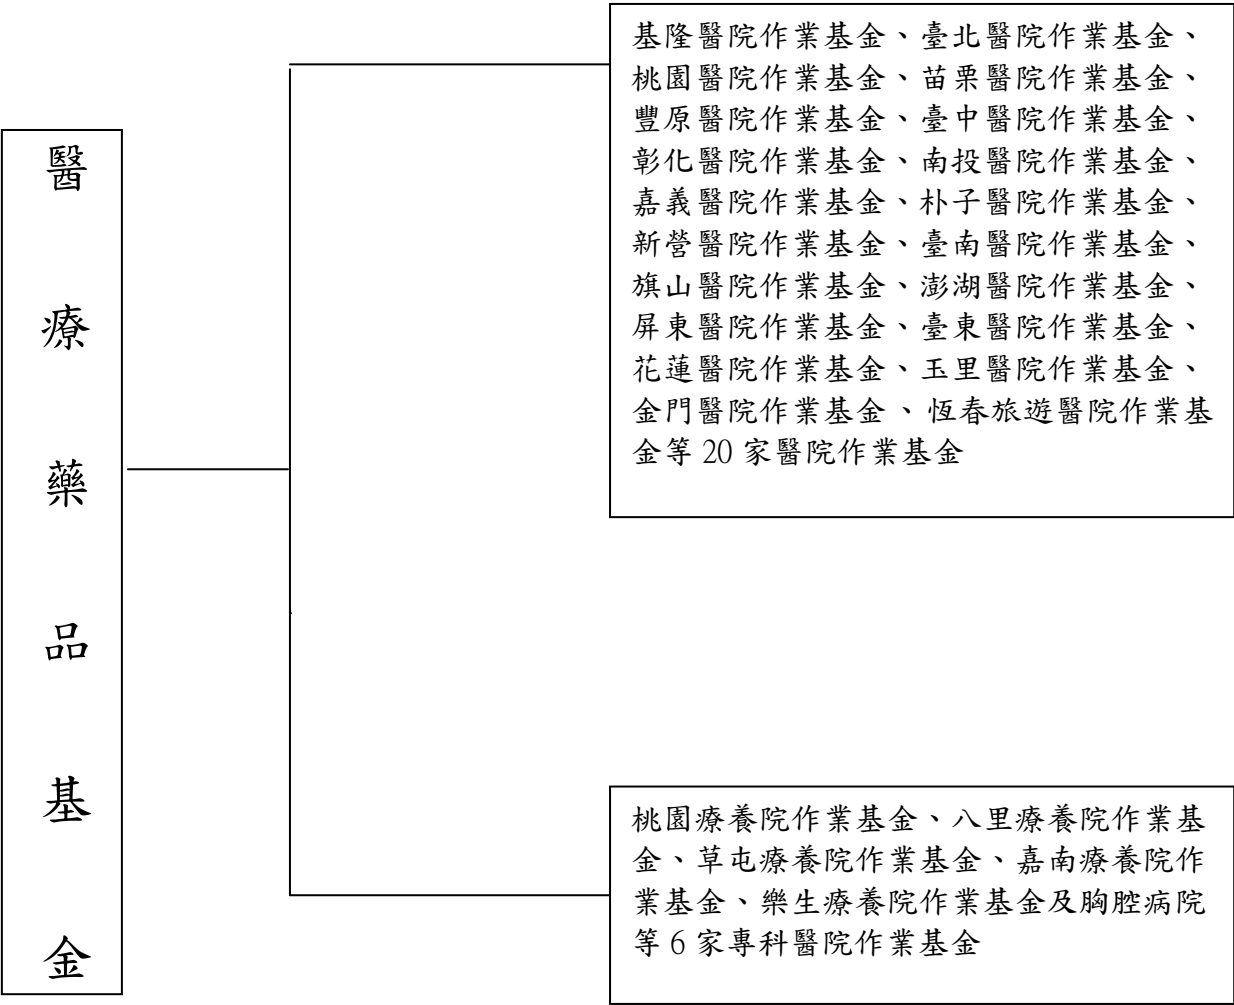 醫療藥品基金
基隆醫院作業基金、臺北醫院作業基金、
桃園醫院作業基金、苗栗醫院作業基金、
豐原醫院作業基金、臺中醫院作業基金、
彰化醫院作業基金、南投醫院作業基金、
嘉義醫院作業基金、朴子醫院作業基金、
新營醫院作業基金、臺南醫院作業基金、
旗山醫院作業基金、澎湖醫院作業基金、
屏東醫院作業基金、臺東醫院作業基金、
花蓮醫院作業基金、玉里醫院作業基金、
金門醫院作業基金、恆春旅遊醫院作業基
金等 20 家醫院作業基金
桃園療養院作業基金、八里療養院作業基
金、草屯療養院作業基金、嘉南療養院作
業基金、樂生療養院作業基金及胸腔病院
等 6 家專科醫院作業基金